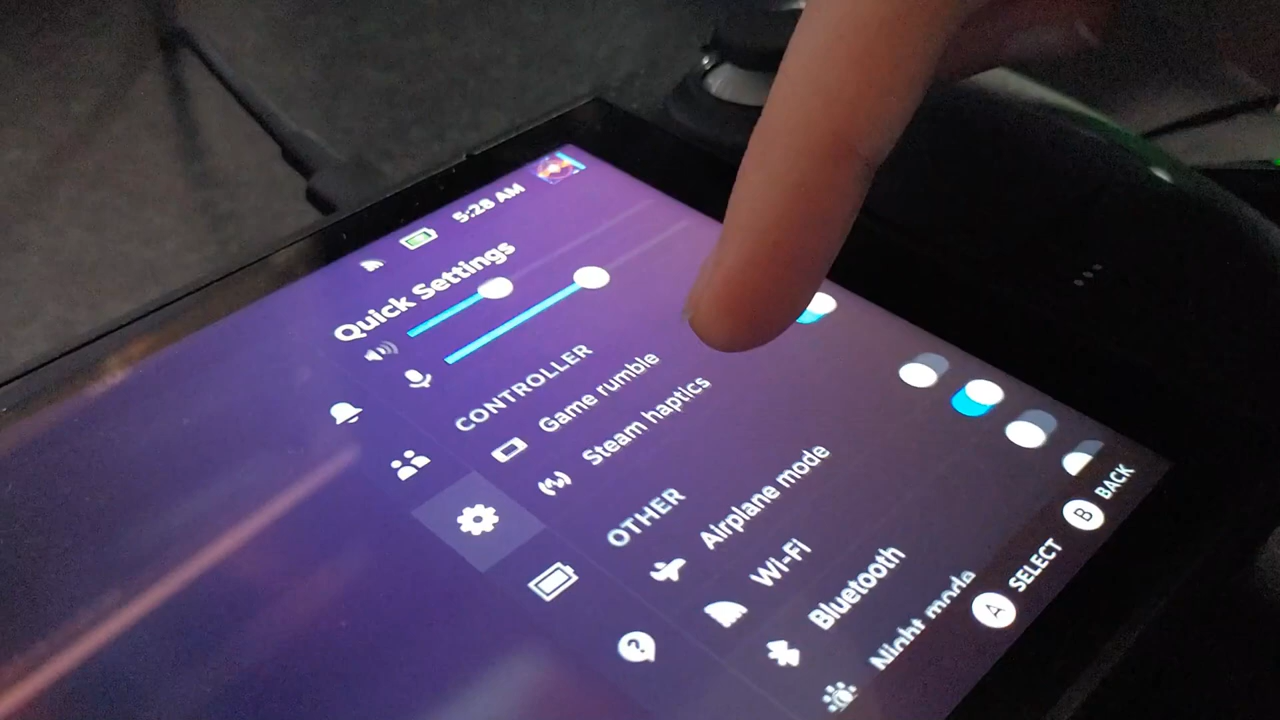 5:28 AM
Quick Settings
CONTROLLER
Game rumble
Steam haptics
OTHER
Airplane mode
Wi-Fi
Bluetooth
Night mode
A SELECT
B BACK